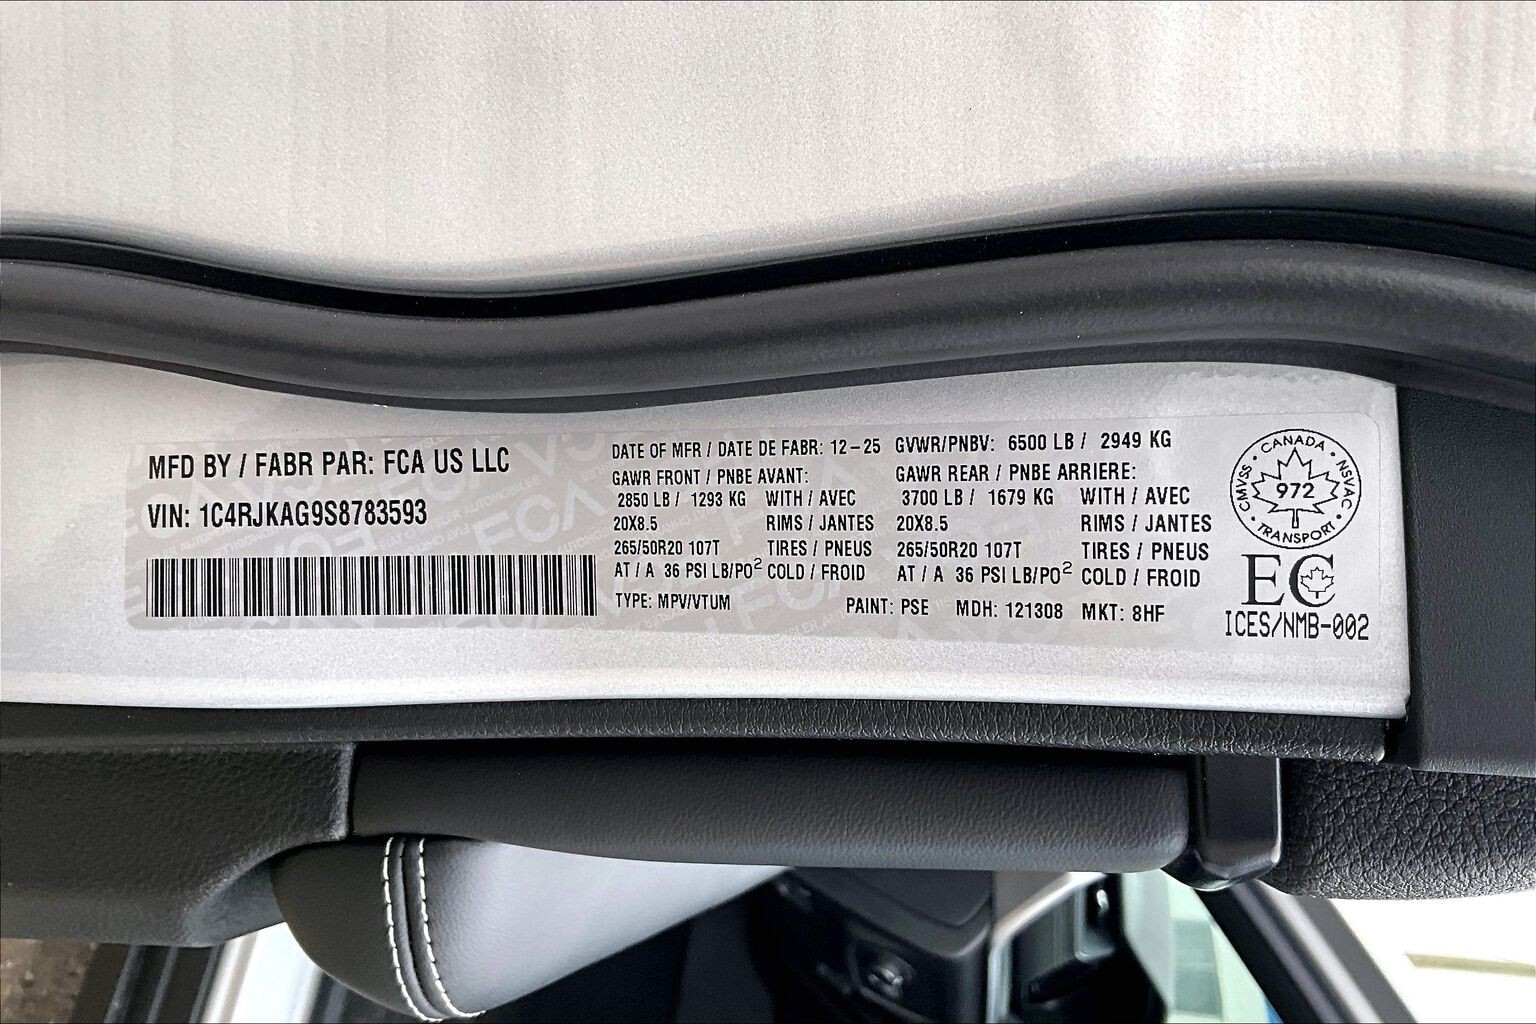 MFD BY / FABR PAR: FCA US LLC
VIN: 1C4RJKAG9S8783593
DATE OF MFR / DATE DE FABR: 12-25 GVWR/PNBV: 6500 LB / 2949 KG
GAWR FRONT / PNBE AVANT: GAWR REAR / PNBE ARRIERE:
2850 LB / 1293 KG WITH / AVEC 3700 LB / 1679 KG WITH / AVEC
20X8.5 RIMS / JANTES 20X8.5 RIMS / JANTES
265/50R20 107T TIRES / PNEUS 265/50R20 107T TIRES / PNEUS
AT / A 36 PSI LB/PO² COLD / FROID AT / A 36 PSI LB/PO² COLD / FROID
TYPE: MPV/VTUM PAINT: PSE MDH: 121308 MKT: 8HF
CANADA
CMVSS · NSVAC
972
TRANSPORT
EC
ICES/NMB-002